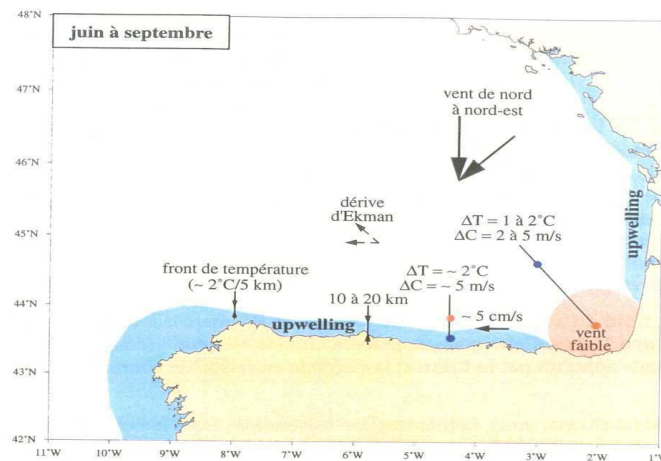 48°N
juin à septembre
47°N
vent de nord
à nord-est
46°N
45°N
dérive
d'Ekman
ΔT = 1 à 2°C
ΔC = 2 à 5 m/s
upwelling
front de température
(~ 2°C/5 km)
ΔT = ~ 2°C
ΔC = ~ 5 m/s
10 à 20 km
44°N
upwelling
~ 5 cm/s
vent
faible
43°N
42°N
11°W
10°W
9°W
8°W
7°W
6°W
5°W
4°W
3°W
2°W
1°W